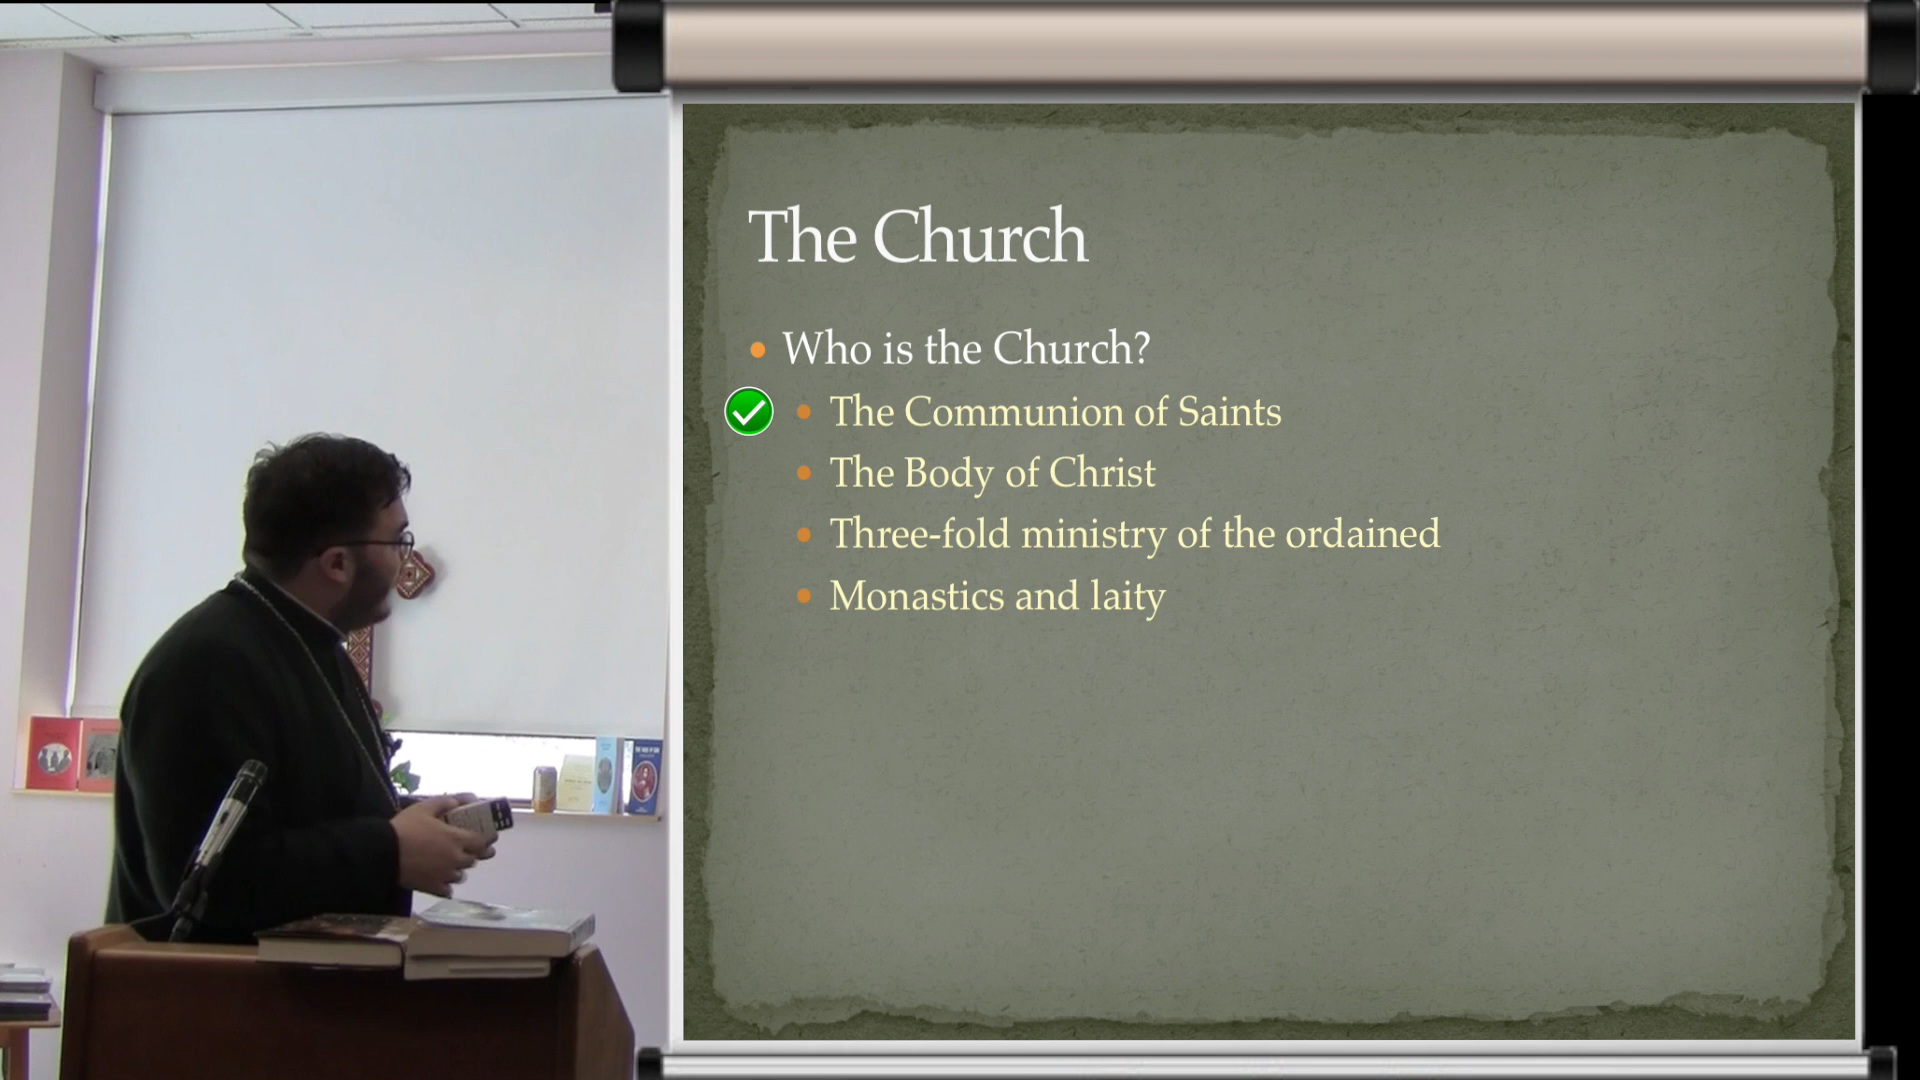 The Church
• Who is the Church?
• The Communion of Saints
• The Body of Christ
• Three-fold ministry of the ordained
• Monastics and laity